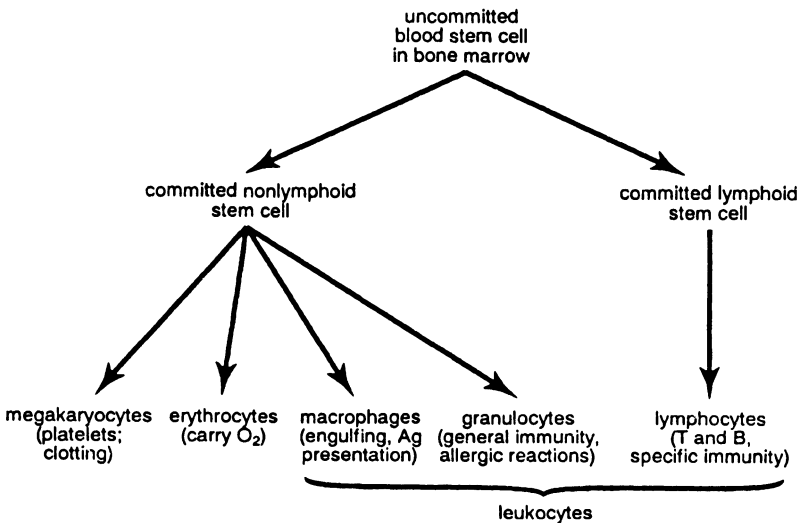 uncommitted
blood stem cell
in bone marrow
committed nonlymphoid
stem cell
committed lymphoid
stem cell
megakaryocytes
(platelets;
clotting)
erythrocytes
(carry O₂)
macrophages
(engulfing, Ag
presentation)
granulocytes
(general immunity,
allergic reactions)
lymphocytes
(T and B,
specific immunity)
leukocytes